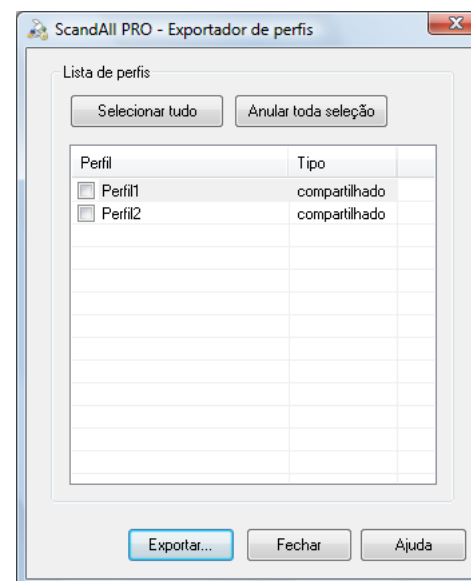 ScandAll PRO - Exportador de perfis
Lista de perfis
Selecionar tudo Anular toda seleção
Perfil Tipo
Perfil1 compartilhado
Perfil2 compartilhado
Exportar... Fechar Ajuda